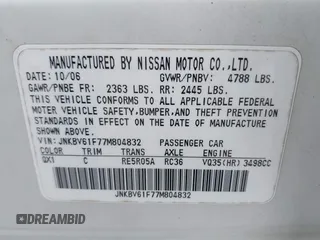 MANUFACTURED BY NISSAN MOTOR CO.,LTD.
DATE: 10/06 GVWR/PNBV: 4788 LBS.
GAWR/PNBE FR: 2363 LBS. RR: 2445 LBS.
THIS VEHICLE CONFORMS TO ALL APPLICABLE FEDERAL
MOTOR VEHICLE SAFETY,BUMPER,AND THEFT PREVENTION
STANDARDS IN EFFECT ON THE DATE OF MANUFACTURE
SHOWN ABOVE.
VIN: JNKBV61F77M804832 PASSENGER CAR
COLOR TRIM TRANS AXLE ENGINE
QX1 C RE5R05A RC36 VQ35(HR) 3498CC
JNKBV61F77M804832
FREEBIDHISTORY.COM